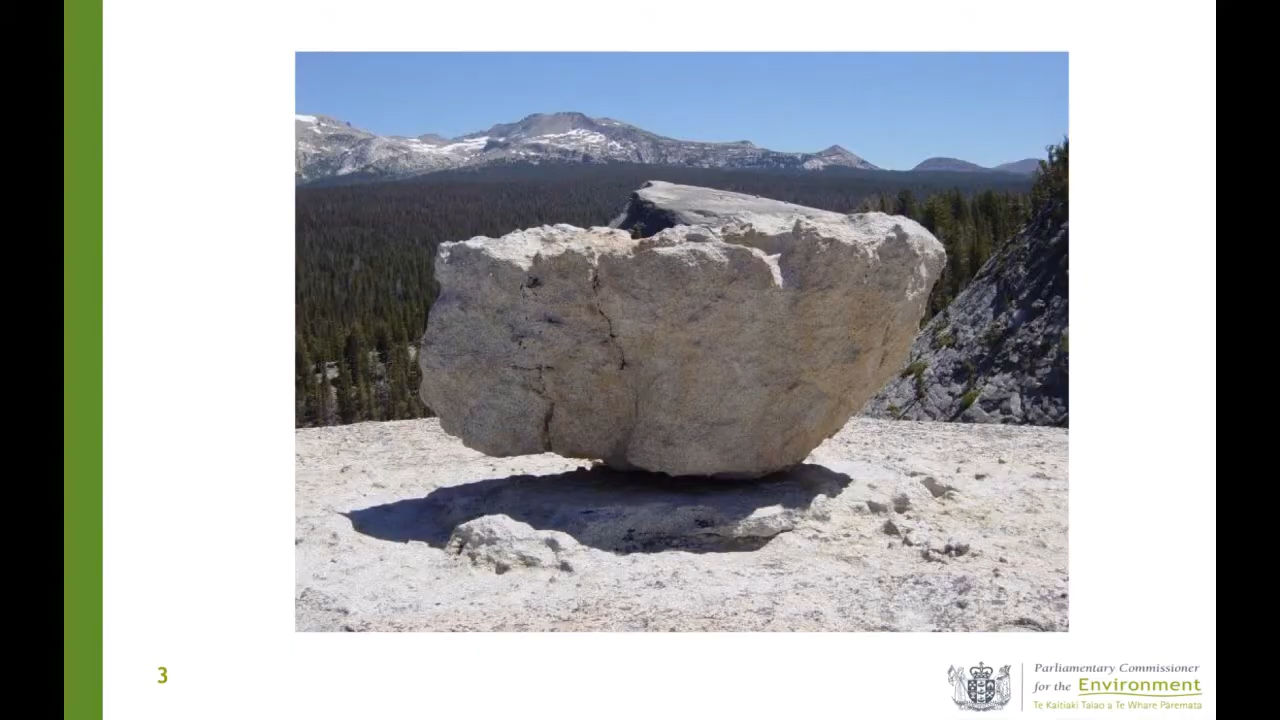 3
Parliamentary Commissioner
for the Environment
Te Kaitiaki Taiao a Te Whare Pāremata